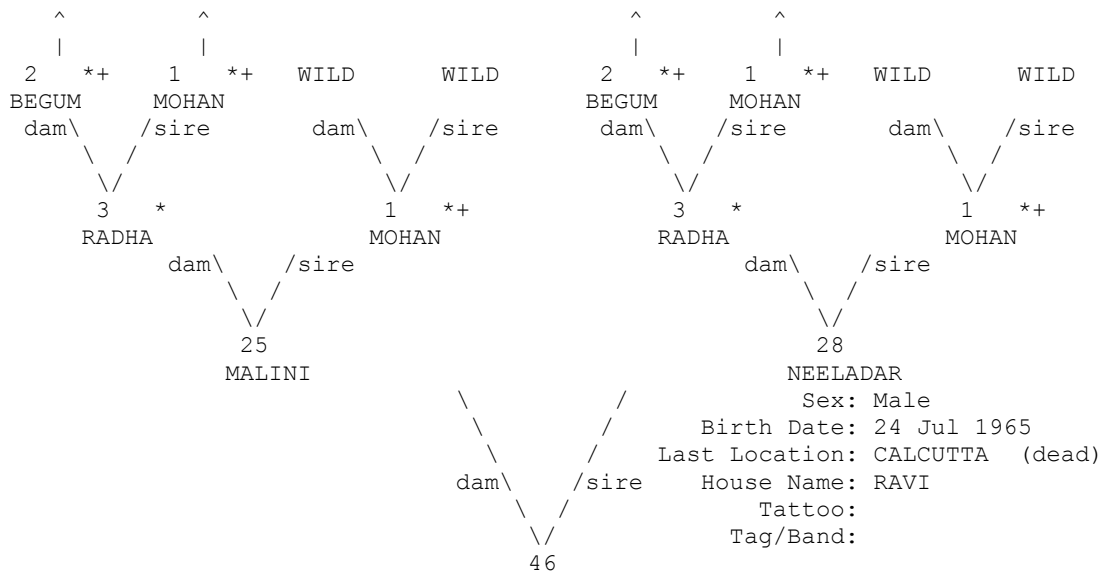 ^ ^ ^ ^
| | | |
2 *+ 1 *+ WILD WILD 2 *+ 1 *+ WILD WILD
BEGUM MOHAN BEGUM MOHAN
dam\ /sire dam\ /sire dam\ /sire dam\ /sire
\ / \ / \ / \ /
\/ \/ \/ \/
3 * 1 *+ 3 * 1 *+
RADHA MOHAN RADHA MOHAN
dam\ /sire dam\ /sire
\ / \ /
\/ \/
25 28
MALINI NEELADAR
\ / Sex: Male
\ / Birth Date: 24 Jul 1965
\ / Last Location: CALCUTTA (dead)
dam\ /sire House Name: RAVI
\ / Tattoo:
\/ Tag/Band:
46